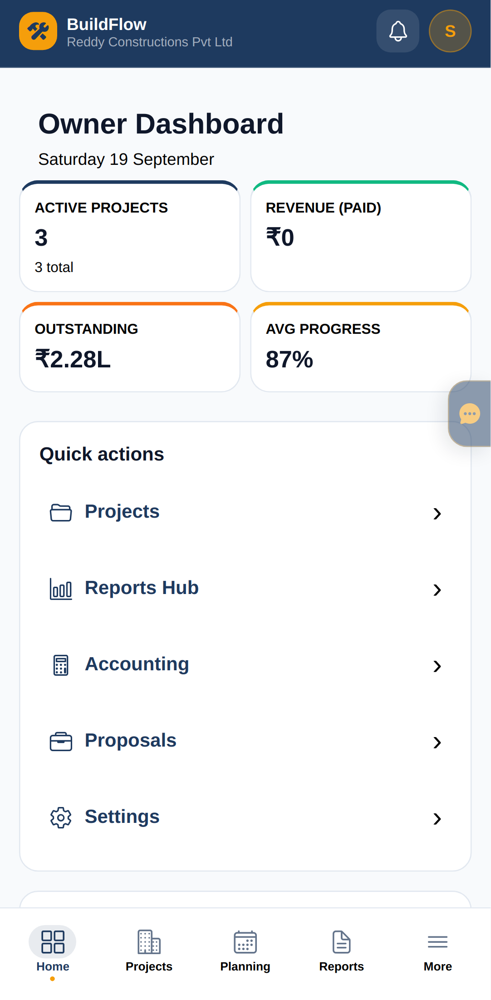 BuildFlow
Reddy Constructions Pvt Ltd
S
Owner Dashboard
Saturday 19 September
ACTIVE PROJECTS
3
3 total
REVENUE (PAID)
₹0
OUTSTANDING
₹2.28L
AVG PROGRESS
87%
Quick actions
Projects
Reports Hub
Accounting
Proposals
Settings
Home
Projects
Planning
Reports
More